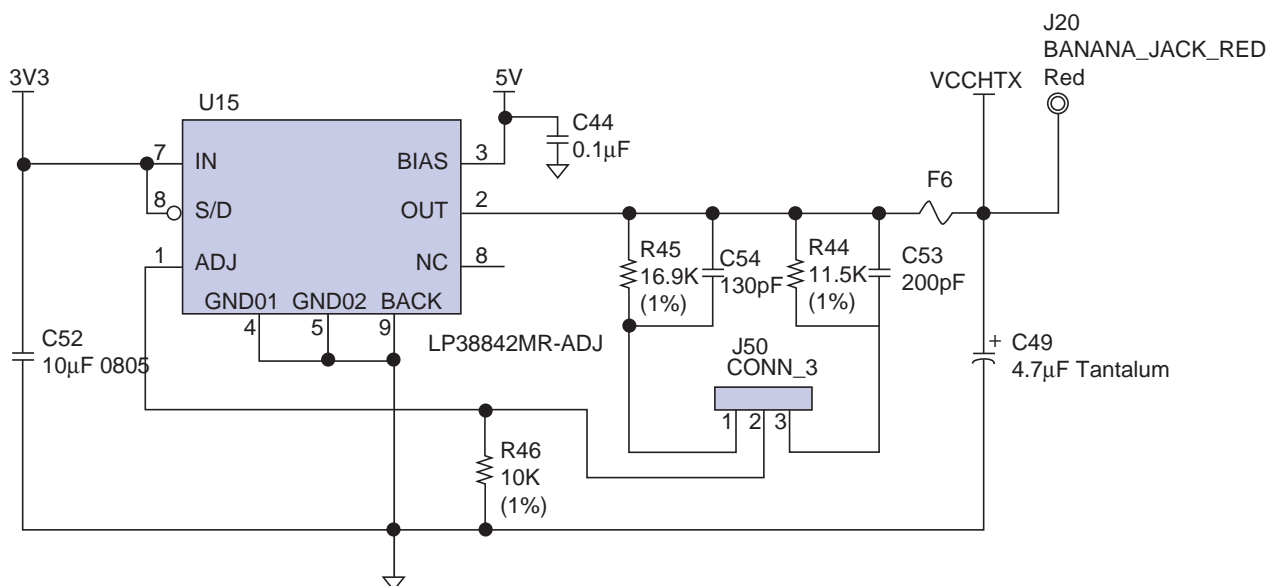 J20
BANANA_JACK_RED
Red
3V3
5V
VCCHTX
U15
C44
0.1μF
7
IN
BIAS
3
8
S/D
OUT
2
F6
1
ADJ
NC
8
R45
16.9K
(1%)
C54
130pF
R44
11.5K
(1%)
C53
200pF
GND01
GND02
BACK
4
5
9
LP38842MR-ADJ
C52
10μF 0805
J50
CONN_3
1
2
3
+
C49
4.7μF Tantalum
R46
10K
(1%)